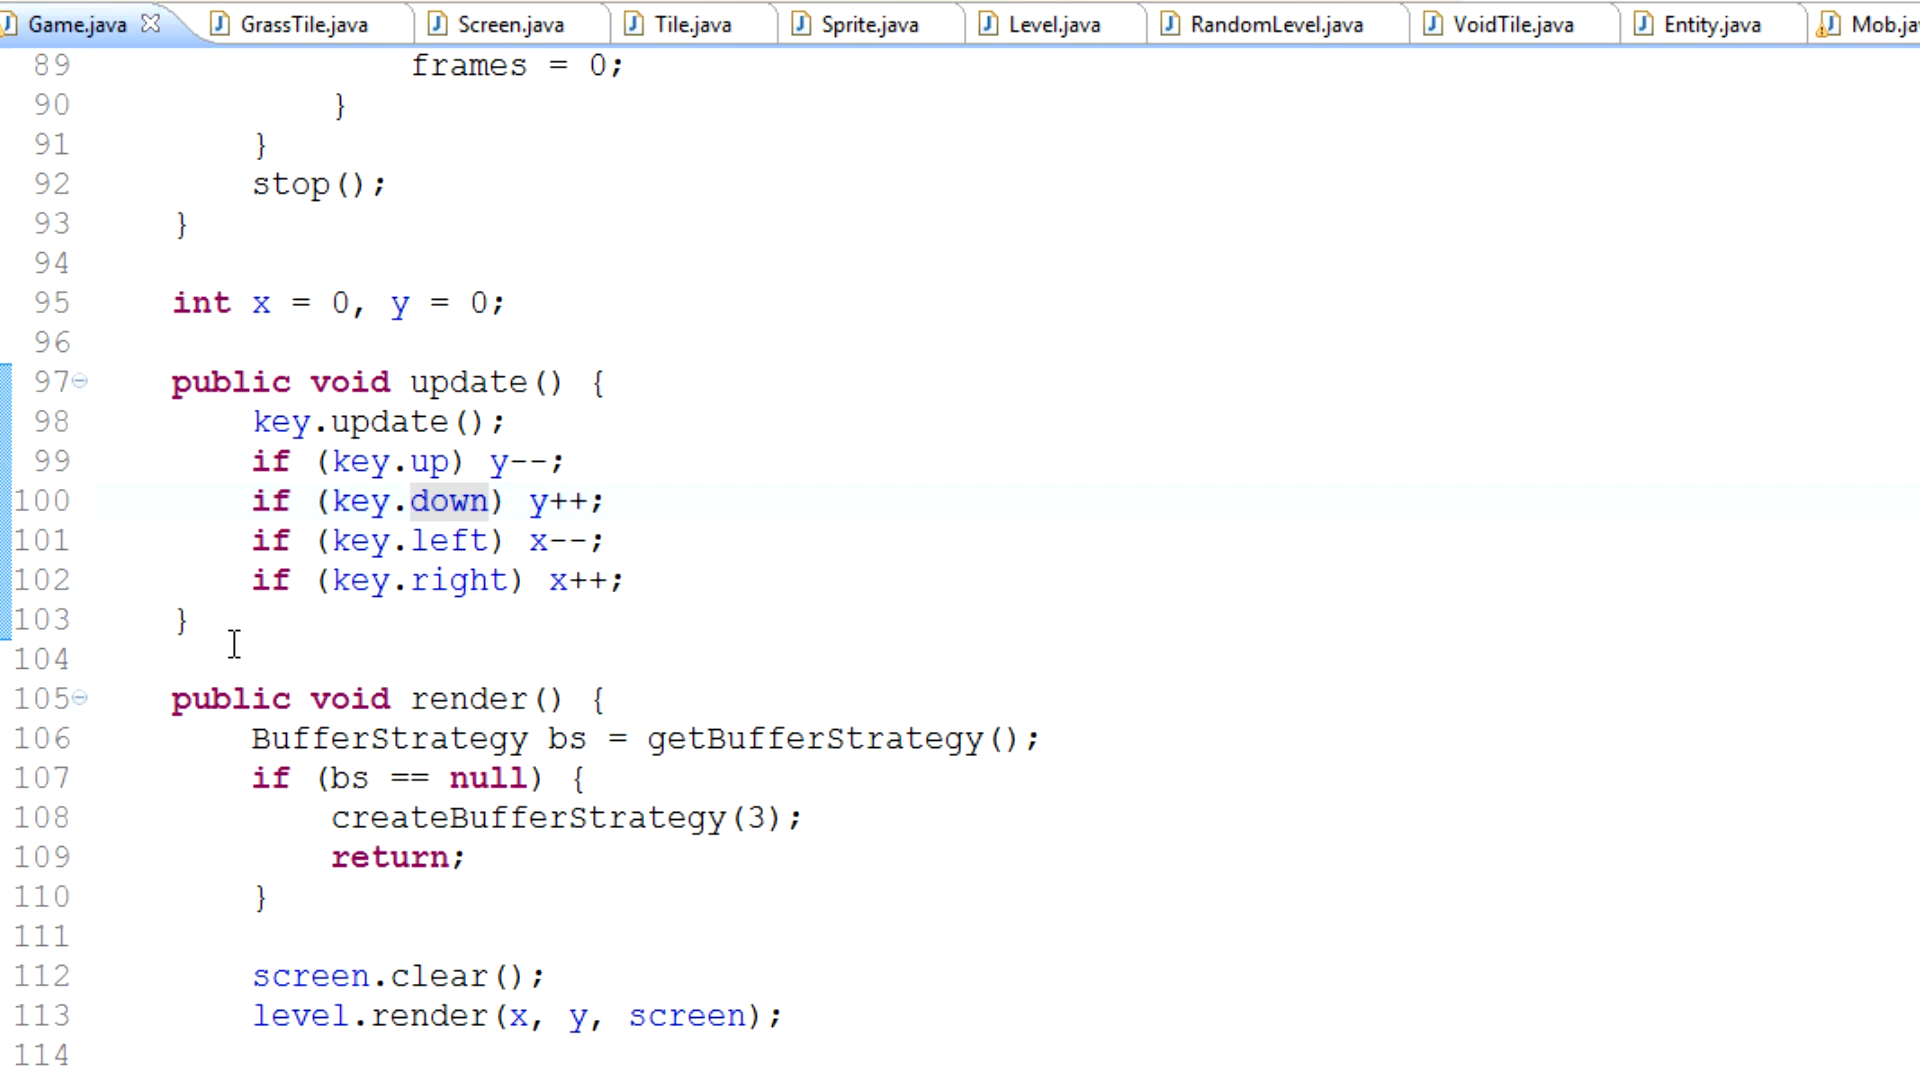 Game.java GrassTile.java Screen.java Tile.java Sprite.java Level.java RandomLevel.java VoidTile.java Entity.java Mob.ja
89 frames = 0;
90 }
91 }
92 stop();
93 }
94
95 int x = 0, y = 0;
96
97 public void update() {
98 key.update();
99 if (key.up) y--;
100 if (key.down) y++;
101 if (key.left) x--;
102 if (key.right) x++;
103 }
104
105 public void render() {
106 BufferStrategy bs = getBufferStrategy();
107 if (bs == null) {
108 createBufferStrategy(3);
109 return;
110 }
111
112 screen.clear();
113 level.render(x, y, screen);
114